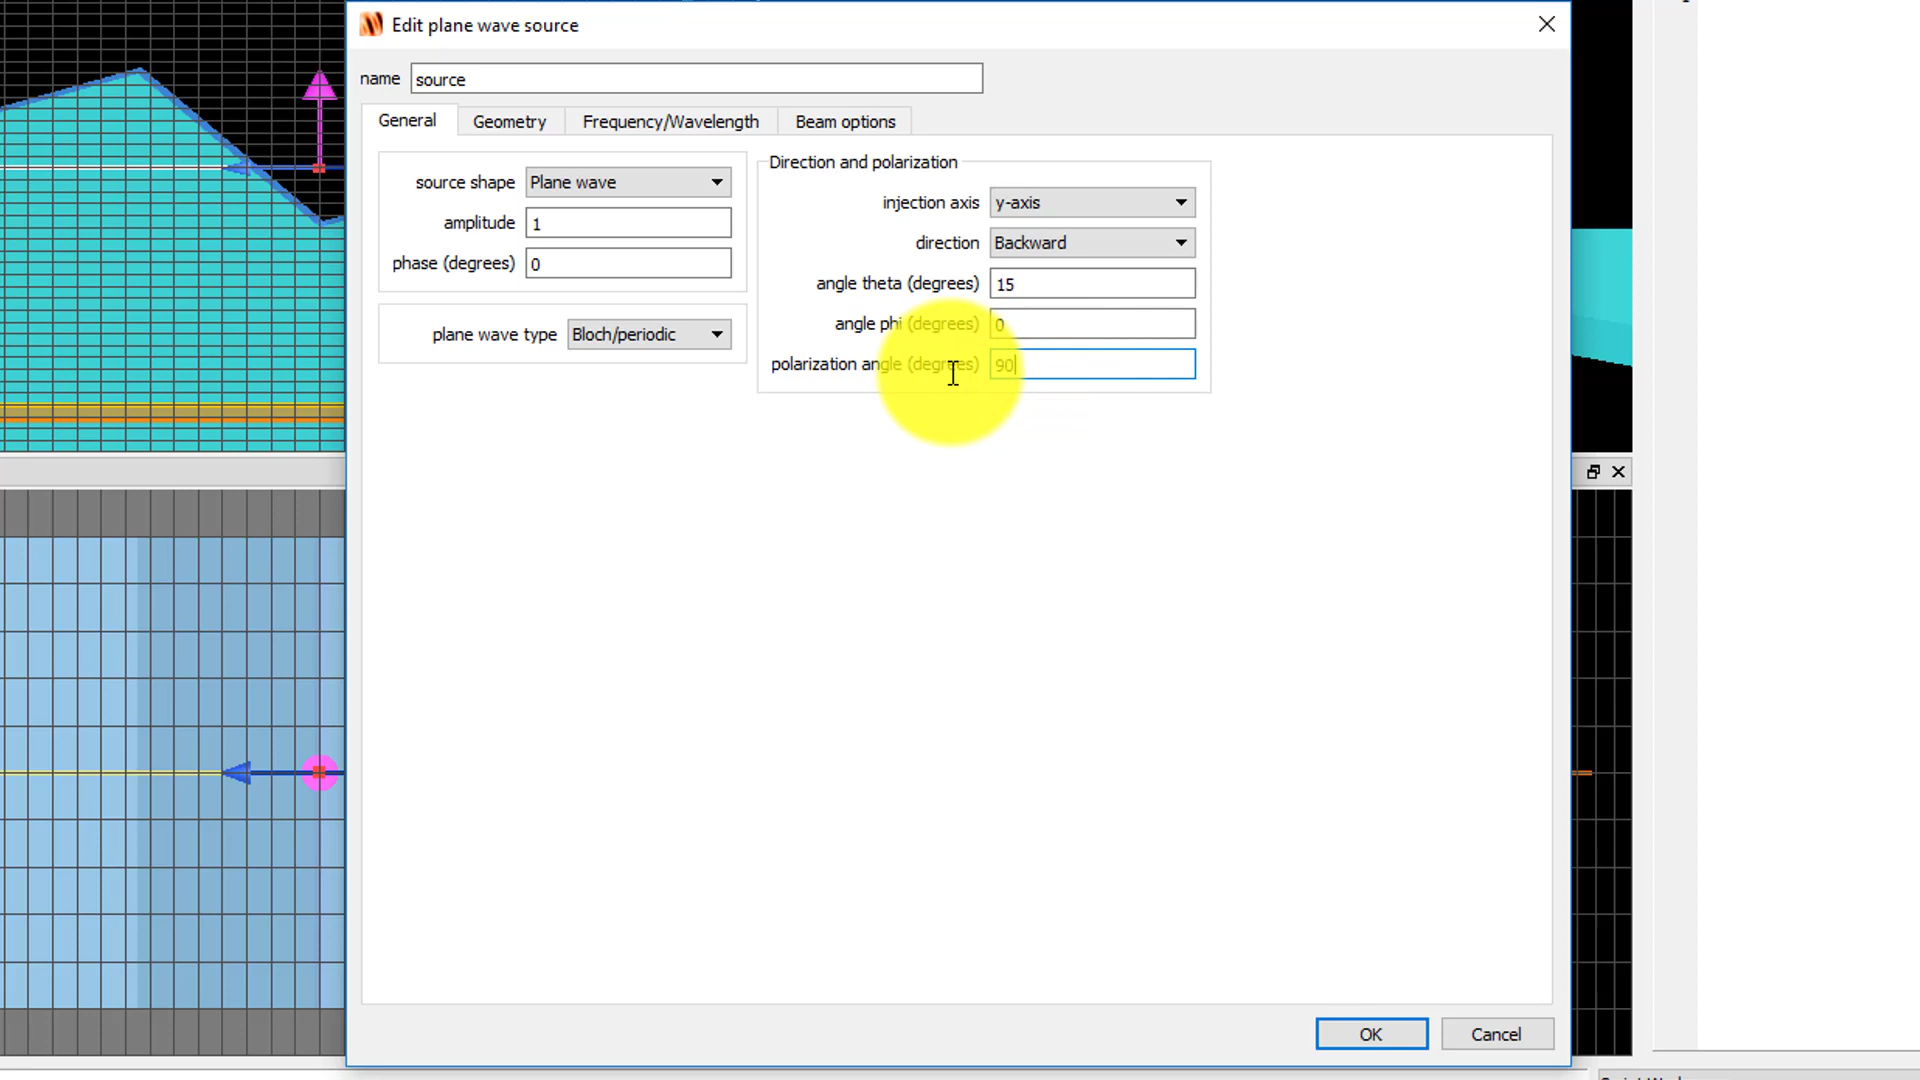 Edit plane wave source
name source
General Geometry Frequency/Wavelength Beam options
source shape Plane wave
amplitude 1
phase (degrees) 0
plane wave type Bloch/periodic
Direction and polarization
injection axis y-axis
direction Backward
angle theta (degrees) 15
angle phi (degrees) 0
polarization angle (degrees) 90
OK Cancel